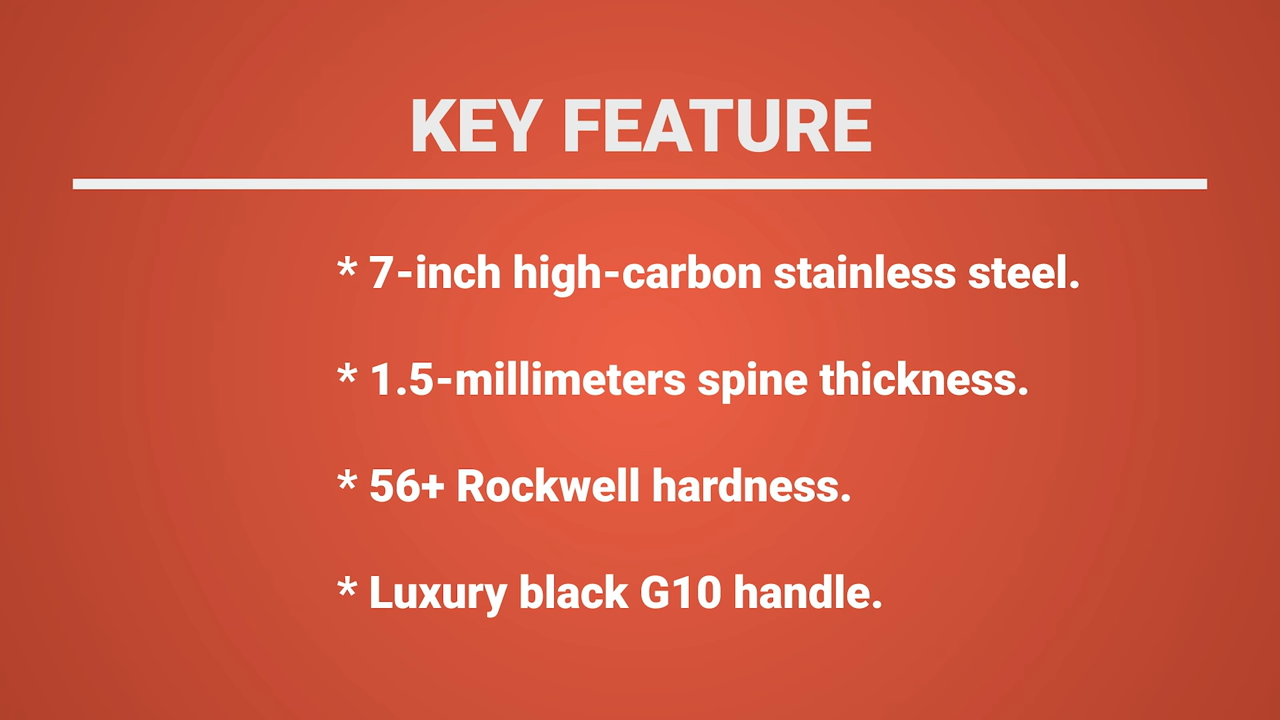 KEY FEATURE
* 7-inch high-carbon stainless steel.
* 1.5-millimeters spine thickness.
* 56+ Rockwell hardness.
* Luxury black G10 handle.